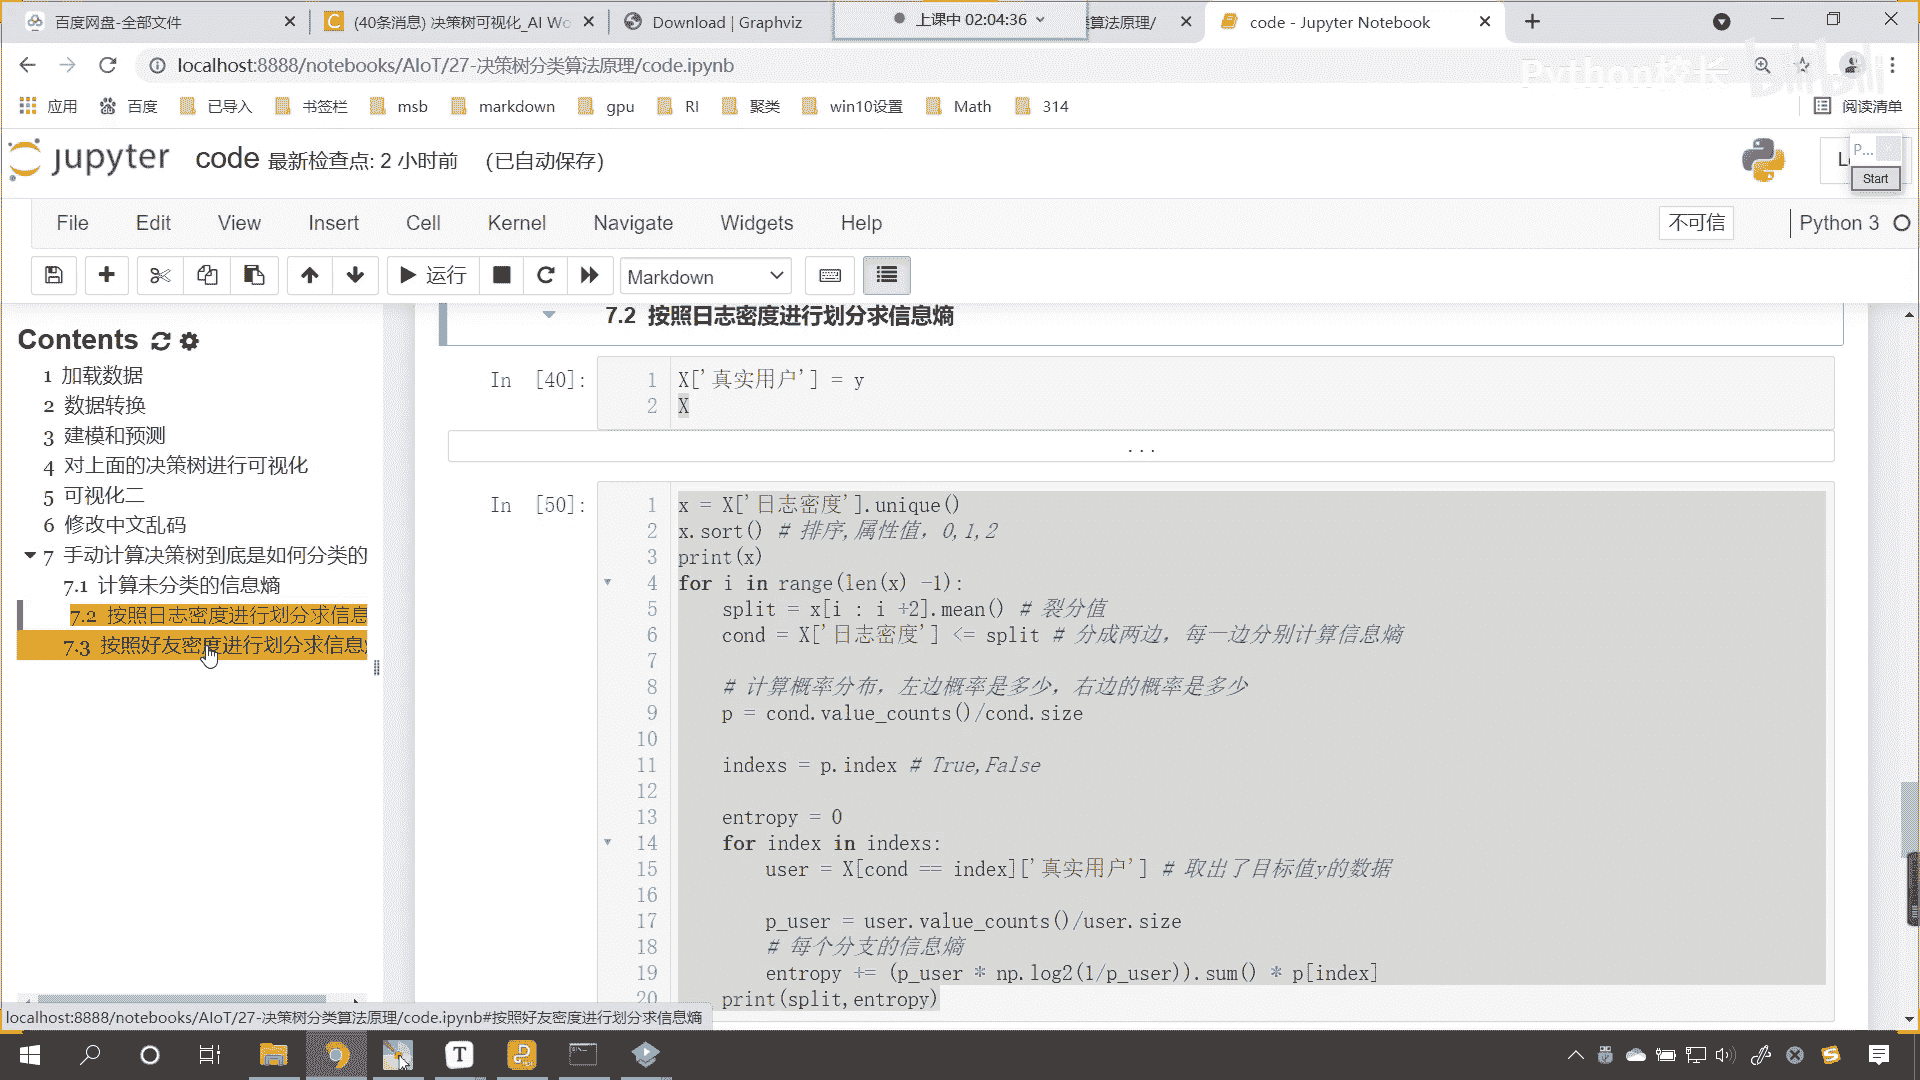 百度网盘-全部文件
(40条消息) 决策树可视化_AI Wo
Download | Graphviz
上课中 02:04:36
算法原理/
code - Jupyter Notebook
localhost:8888/notebooks/AIoT/27-决策树分类算法原理/code.ipynb
Python校长
bilibili
应用
百度
已导入
书签栏
msb
markdown
gpu
RI
聚类
win10设置
Math
314
阅读清单
jupyter
code 最新检查点: 2 小时前 (已自动保存)
P...
Start
File
Edit
View
Insert
Cell
Kernel
Navigate
Widgets
Help
不可信
Python 3
运行
Markdown
Contents
1 加载数据
2 数据转换
3 建模和预测
4 对上面的决策树进行可视化
5 可视化二
6 修改中文乱码
7 手动计算决策树到底是如何分类的
7.1 计算未分类的信息熵
7.2 按照日志密度进行划分求信息
7.3 按照好友密度进行划分求信息
7.2 按照日志密度进行划分求信息熵
In [40]:
1 X['真实用户'] = y
2 X
...
In [50]:
1 x = X['日志密度'].unique()
2 x.sort() # 排序,属性值，0,1,2
3 print(x)
4 for i in range(len(x) -1):
5 split = x[i : i +2].mean() # 裂分值
6 cond = X['日志密度'] <= split # 分成两边，每一边分别计算信息熵
7
8 # 计算概率分布，左边概率是多少，右边的概率是多少
9 p = cond.value_counts()/cond.size
10
11 indexs = p.index # True,False
12
13 entropy = 0
14 for index in indexs:
15 user = X[cond == index]['真实用户'] # 取出了目标值y的数据
16
17 p_user = user.value_counts()/user.size
18 # 每个分支的信息熵
19 entropy += (p_user * np.log2(1/p_user)).sum() * p[index]
20 print(split,entropy)
localhost:8888/notebooks/AIoT/27-决策树分类算法原理/code.ipynb#按照好友密度进行划分求信息熵